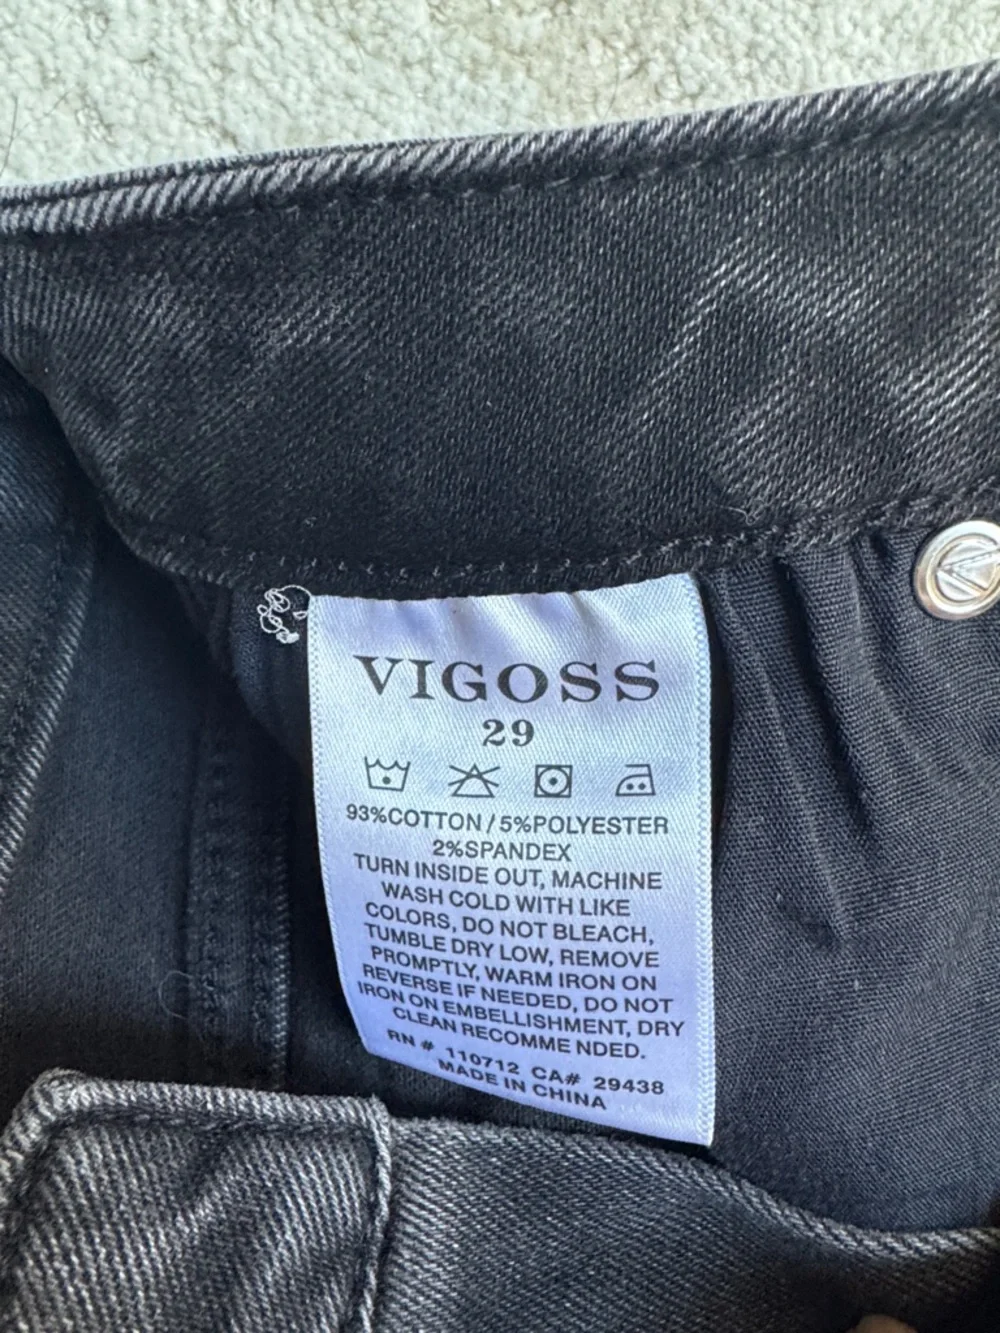 VIGOSS
29
93%COTTON / 5%POLYESTER
2%SPANDEX
TURN INSIDE OUT, MACHINE
WASH COLD WITH LIKE
COLORS, DO NOT BLEACH,
TUMBLE DRY LOW, REMOVE
PROMPTLY, WARM IRON ON
REVERSE IF NEEDED, DO NOT
IRON ON EMBELLISHMENT, DRY
CLEAN RECOMME NDED.
RN # 110712 CA# 29438
MADE IN CHINA